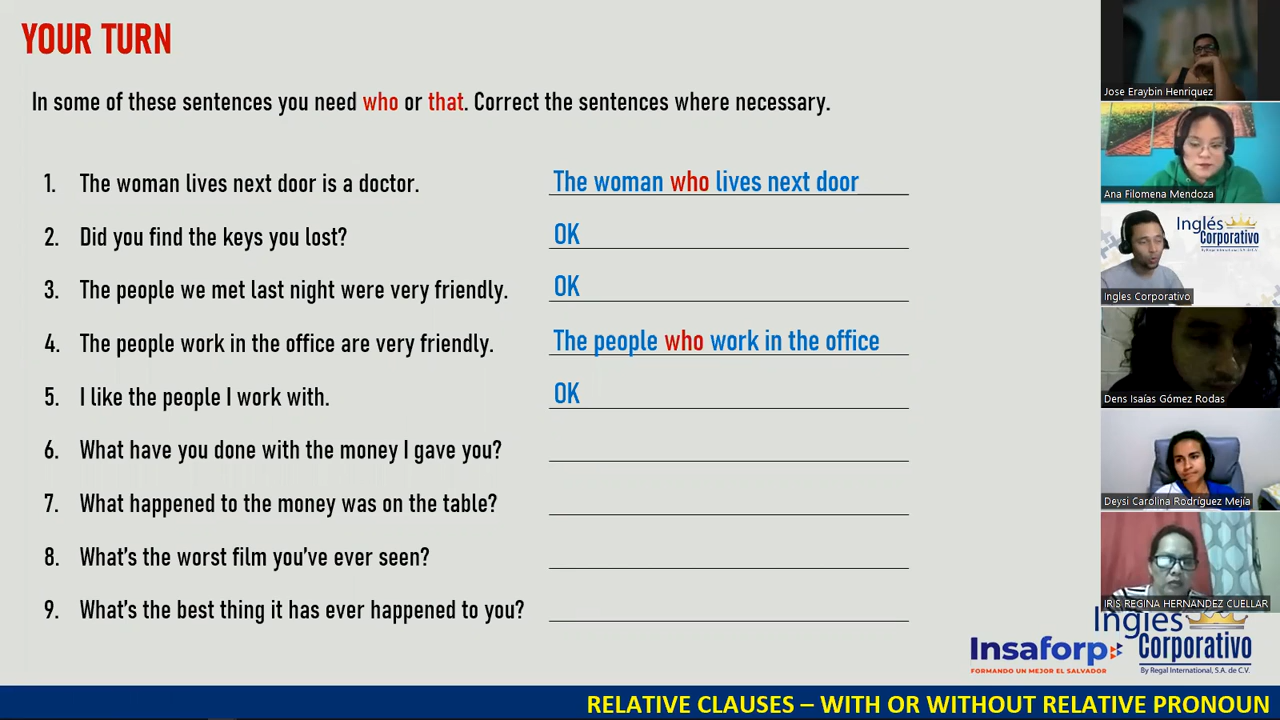 YOUR TURN
In some of these sentences you need who or that. Correct the sentences where necessary.
1. The woman lives next door is a doctor. The woman who lives next door
2. Did you find the keys you lost? OK
3. The people we met last night were very friendly. OK
4. The people work in the office are very friendly. The people who work in the office
5. I like the people I work with. OK
6. What have you done with the money I gave you?
7. What happened to the money was on the table?
8. What's the worst film you've ever seen?
9. What's the best thing it has ever happened to you?
Jose Eraybin Henriquez
Ana Filomena Mendoza
Inglés
Corporativo
By Regal International, S.A. de C.V.
Ingles Corporativo
Dens Isaías Gómez Rodas
Deysi Carolina Rodríguez Mejía
IRIS REGINA HERNANDEZ CUELLAR
Insaforp
FORMANDO UN MEJOR EL SALVADOR
Inglés
Corporativo
By Regal International, S.A. de C.V.
RELATIVE CLAUSES – WITH OR WITHOUT RELATIVE PRONOUN